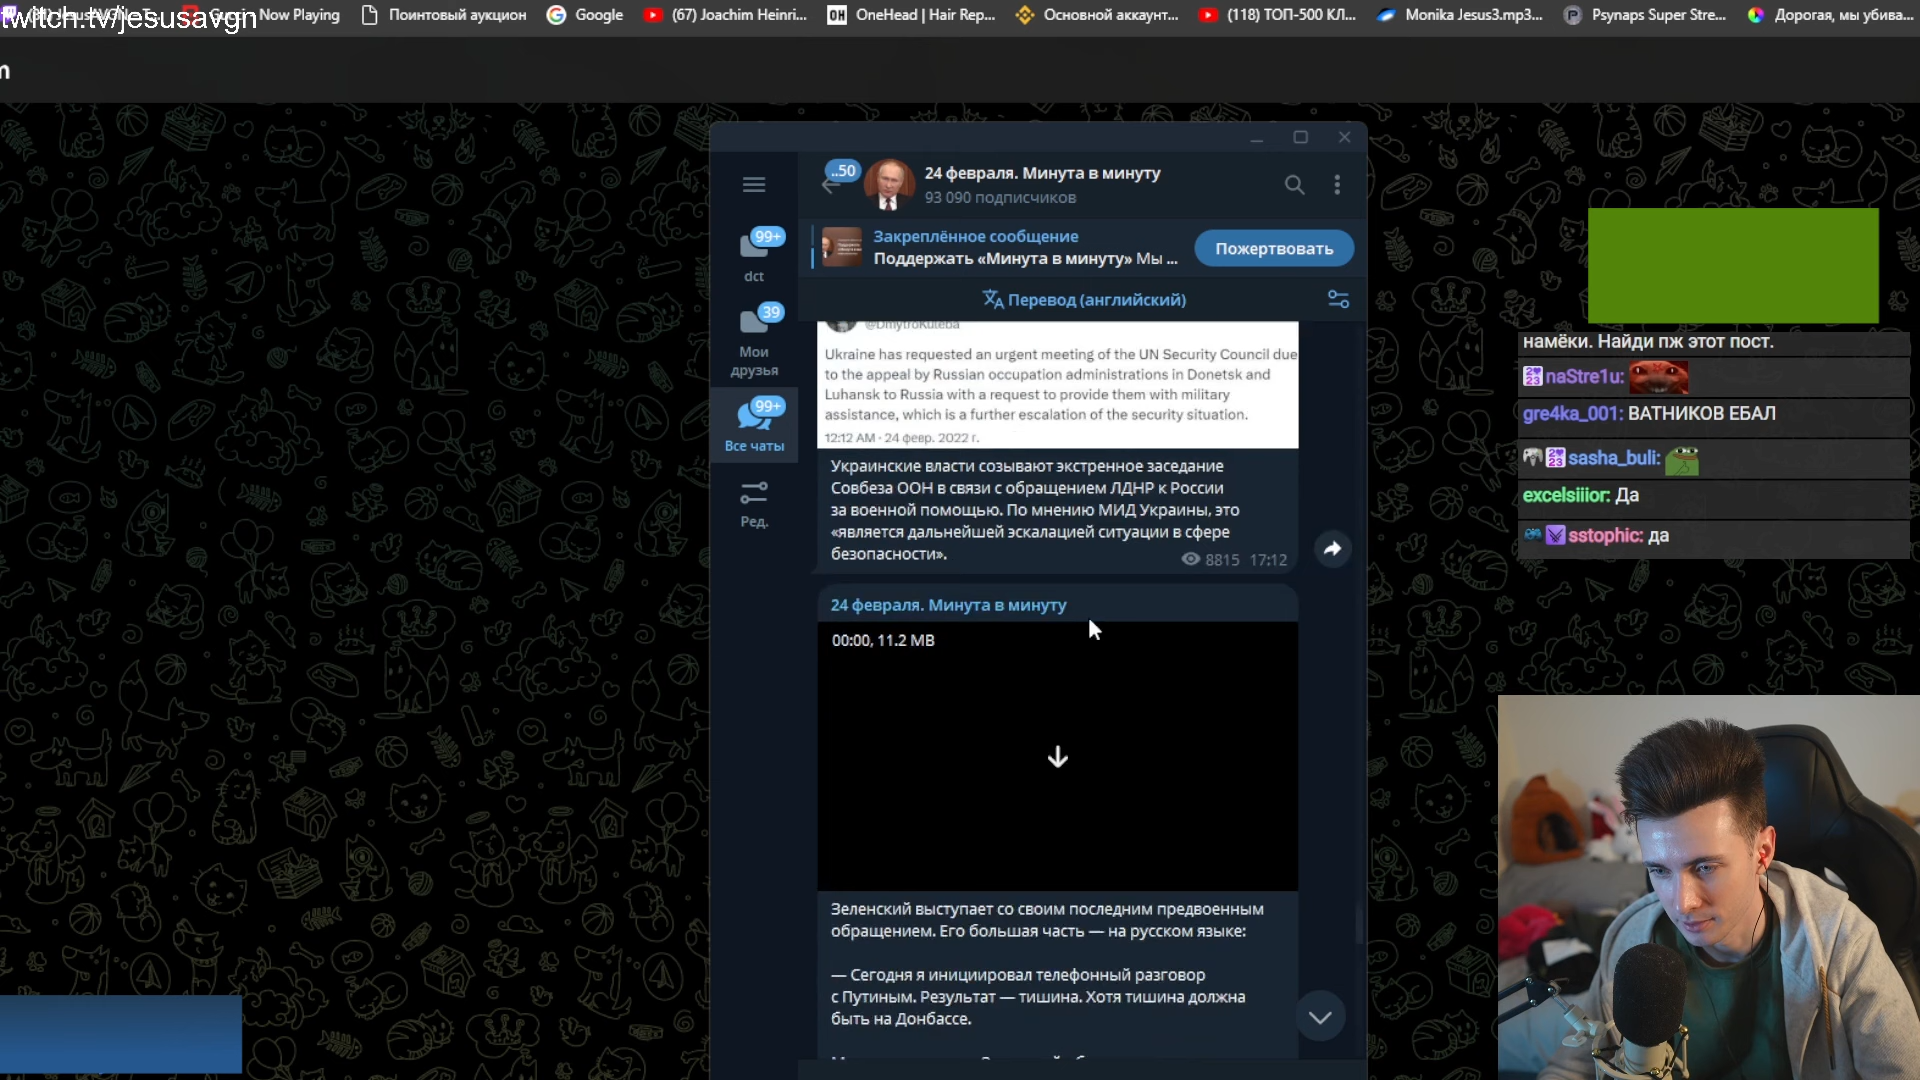 twitch.tv/jesusavgn
Now Playing
Поинтовый аукцион
Google
(67) Joachim Heinri...
OneHead | Hair Rep...
Основной аккаунт...
(118) ТОП-500 КЛ...
Monika Jesus3.mp3...
Psynaps Super Stre...
Дорогая, мы убива...
..50
24 февраля. Минута в минуту
93 090 подписчиков
Закреплённое сообщение
Поддержать «Минута в минуту» Мы ...
Пожертвовать
Перевод (английский)
99+
dct
39
Мои
друзья
99+
Все чаты
Ред.
@DmytroKuleba
Ukraine has requested an urgent meeting of the UN Security Council due
to the appeal by Russian occupation administrations in Donetsk and
Luhansk to Russia with a request to provide them with military
assistance, which is a further escalation of the security situation.
12:12 AM · 24 февр. 2022 г.
Украинские власти созывают экстренное заседание
Совбеза ООН в связи с обращением ЛДНР к России
за военной помощью. По мнению МИД Украины, это
«является дальнейшей эскалацией ситуации в сфере
безопасности».
8815 17:12
24 февраля. Минута в минуту
00:00, 11.2 MB
Зеленский выступает со своим последним предвоенным
обращением. Его большая часть — на русском языке:
— Сегодня я инициировал телефонный разговор
с Путиным. Результат — тишина. Хотя тишина должна
быть на Донбассе.
намёки. Найди пж этот пост.
naStre1u:
gre4ka_001: ВАТНИКОВ ЕБАЛ
sasha_buli:
excelsiiior: Да
sstophic: да